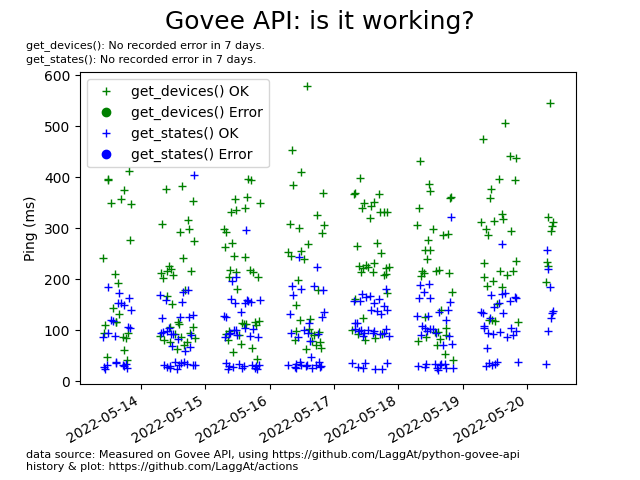 Govee API: is it working?
get_devices(): No recorded error in 7 days.
get_states(): No recorded error in 7 days.
600
500
400
300
200
100
0
Ping (ms)
get_devices() OK
get_devices() Error
get_states() OK
get_states() Error
2022-05-14
2022-05-15
2022-05-16
2022-05-17
2022-05-18
2022-05-19
2022-05-20
data source: Measured on Govee API, using https://github.com/LaggAt/python-govee-api
history & plot: https://github.com/LaggAt/actions